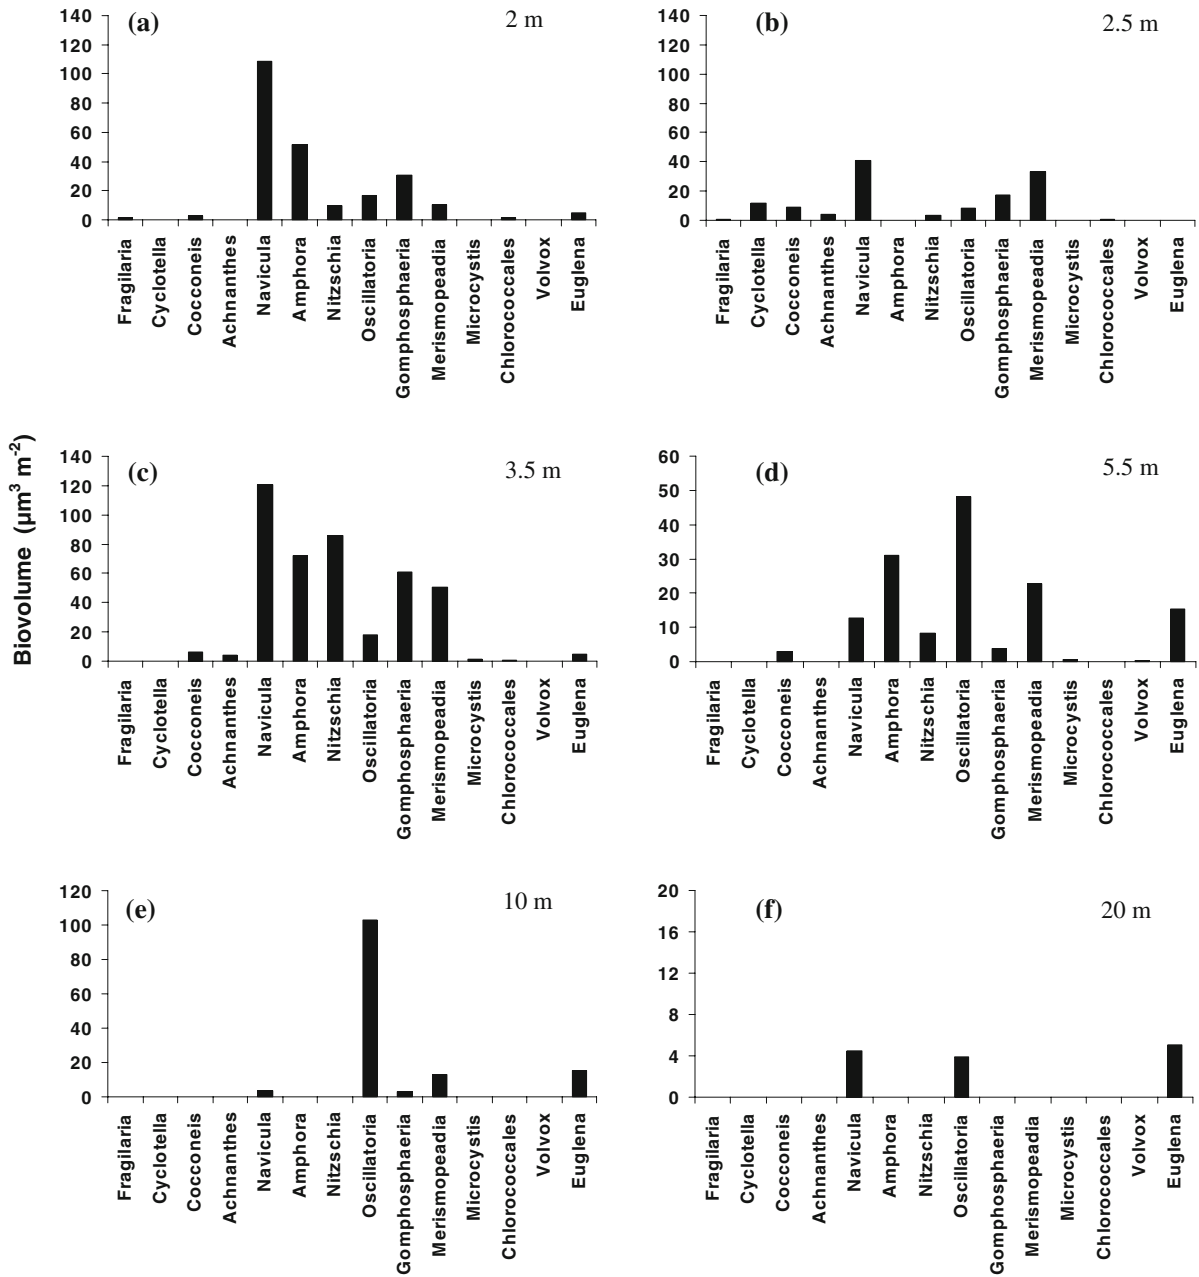 Biovolume (µm³ m⁻²)
(a)
2 m
140
120
100
80
60
40
20
0
Fragilaria
Cyclotella
Coccconeis
Achnanthes
Navicula
Amphora
Nitzschia
Oscillatoria
Gomphosphaeria
Merismopeadia
Microcystis
Chlorococcales
Volvox
Euglena
(b)
2.5 m
140
120
100
80
60
40
20
0
Fragilaria
Cyclotella
Coccconeis
Achnanthes
Navicula
Amphora
Nitzschia
Oscillatoria
Gomphosphaeria
Merismopeadia
Microcystis
Chlorococcales
Volvox
Euglena
(c)
3.5 m
140
120
100
80
60
40
20
0
Fragilaria
Cyclotella
Coccconeis
Achnanthes
Navicula
Amphora
Nitzschia
Oscillatoria
Gomphosphaeria
Merismopeadia
Microcystis
Chlorococcales
Volvox
Euglena
(d)
5.5 m
60
50
40
30
20
10
0
Fragilaria
Cyclotella
Coccconeis
Achnanthes
Navicula
Amphora
Nitzschia
Oscillatoria
Gomphosphaeria
Merismopeadia
Microcystis
Chlorococcales
Volvox
Euglena
(e)
10 m
120
100
80
60
40
20
0
Fragilaria
Cyclotella
Coccconeis
Achnanthes
Navicula
Amphora
Nitzschia
Oscillatoria
Gomphosphaeria
Merismopeadia
Microcystis
Chlorococcales
Volvox
Euglena
(f)
20 m
20
16
12
8
4
0
Fragilaria
Cyclotella
Coccconeis
Achnanthes
Navicula
Amphora
Nitzschia
Oscillatoria
Gomphosphaeria
Merismopeadia
Microcystis
Chlorococcales
Volvox
Euglena